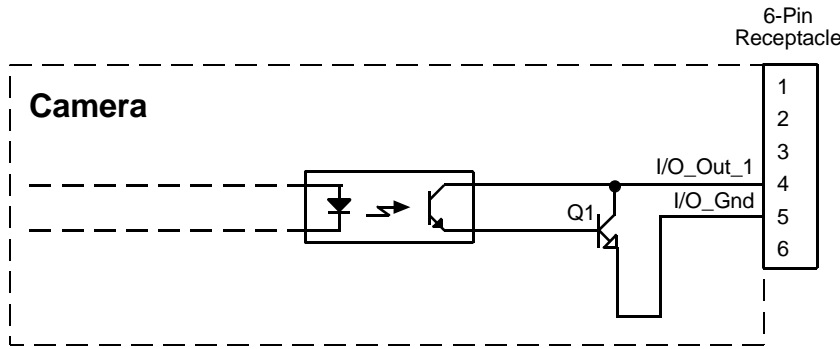 6-Pin
Receptacle
Camera
1
2
3
I/O_Out_1
4
I/O_Gnd
Q1
5
6